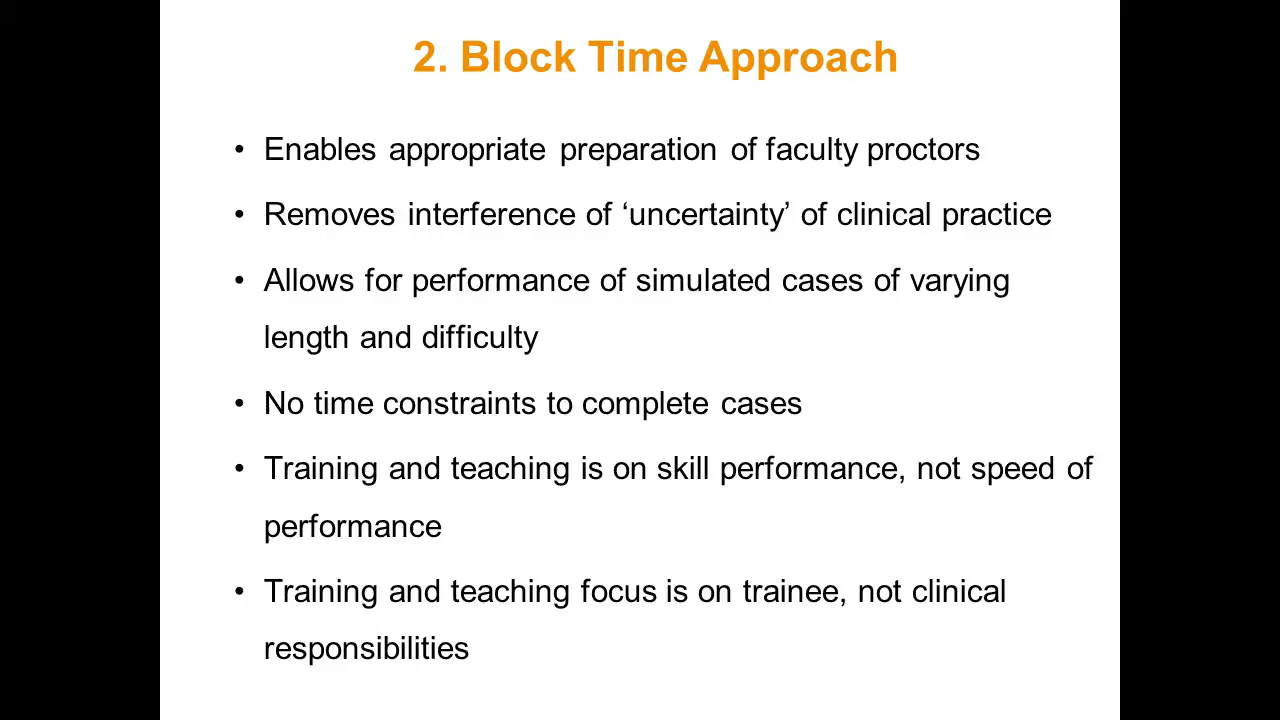 2. Block Time Approach
• Enables appropriate preparation of faculty proctors
• Removes interference of ‘uncertainty’ of clinical practice
• Allows for performance of simulated cases of varying
length and difficulty
• No time constraints to complete cases
• Training and teaching is on skill performance, not speed of
performance
• Training and teaching focus is on trainee, not clinical
responsibilities